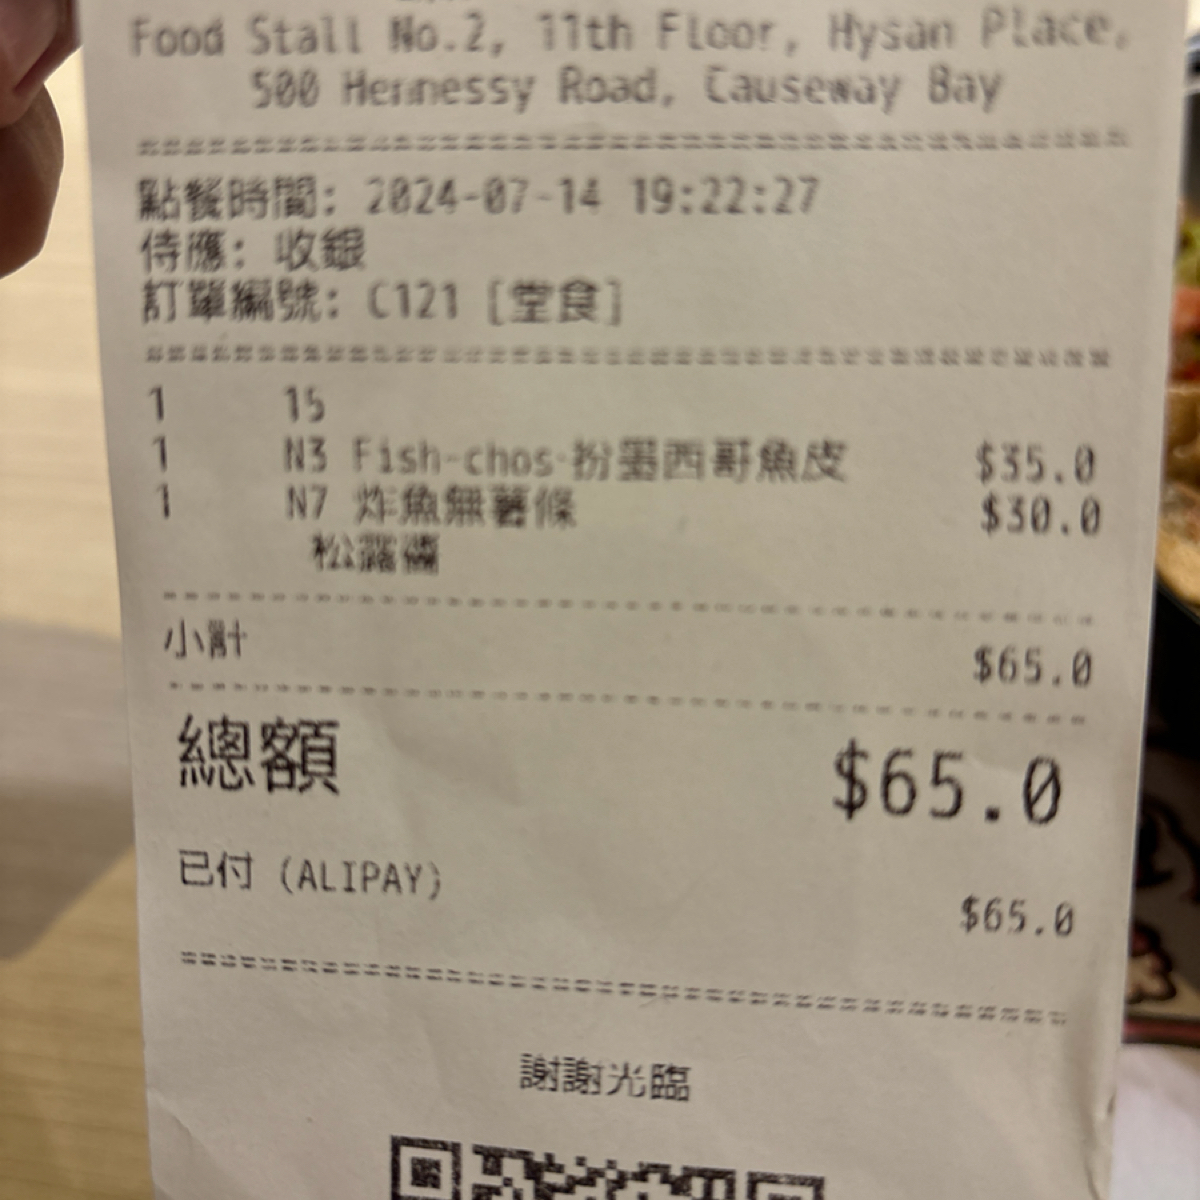 Food Stall No.2, 11th Floor, Hysan Place,
500 Hennessy Road, Causeway Bay
點餐時間: 2024-07-14 19:22:27
侍應: 收銀
訂單編號: C121 [堂食]
1 15
1 N3 Fish-chos-扮墨西哥魚皮 $35.0
1 N7 炸魚無薯條 $30.0
松露醬
小計 $65.0
總額 $65.0
已付 (ALIPAY) $65.0
謝謝光臨